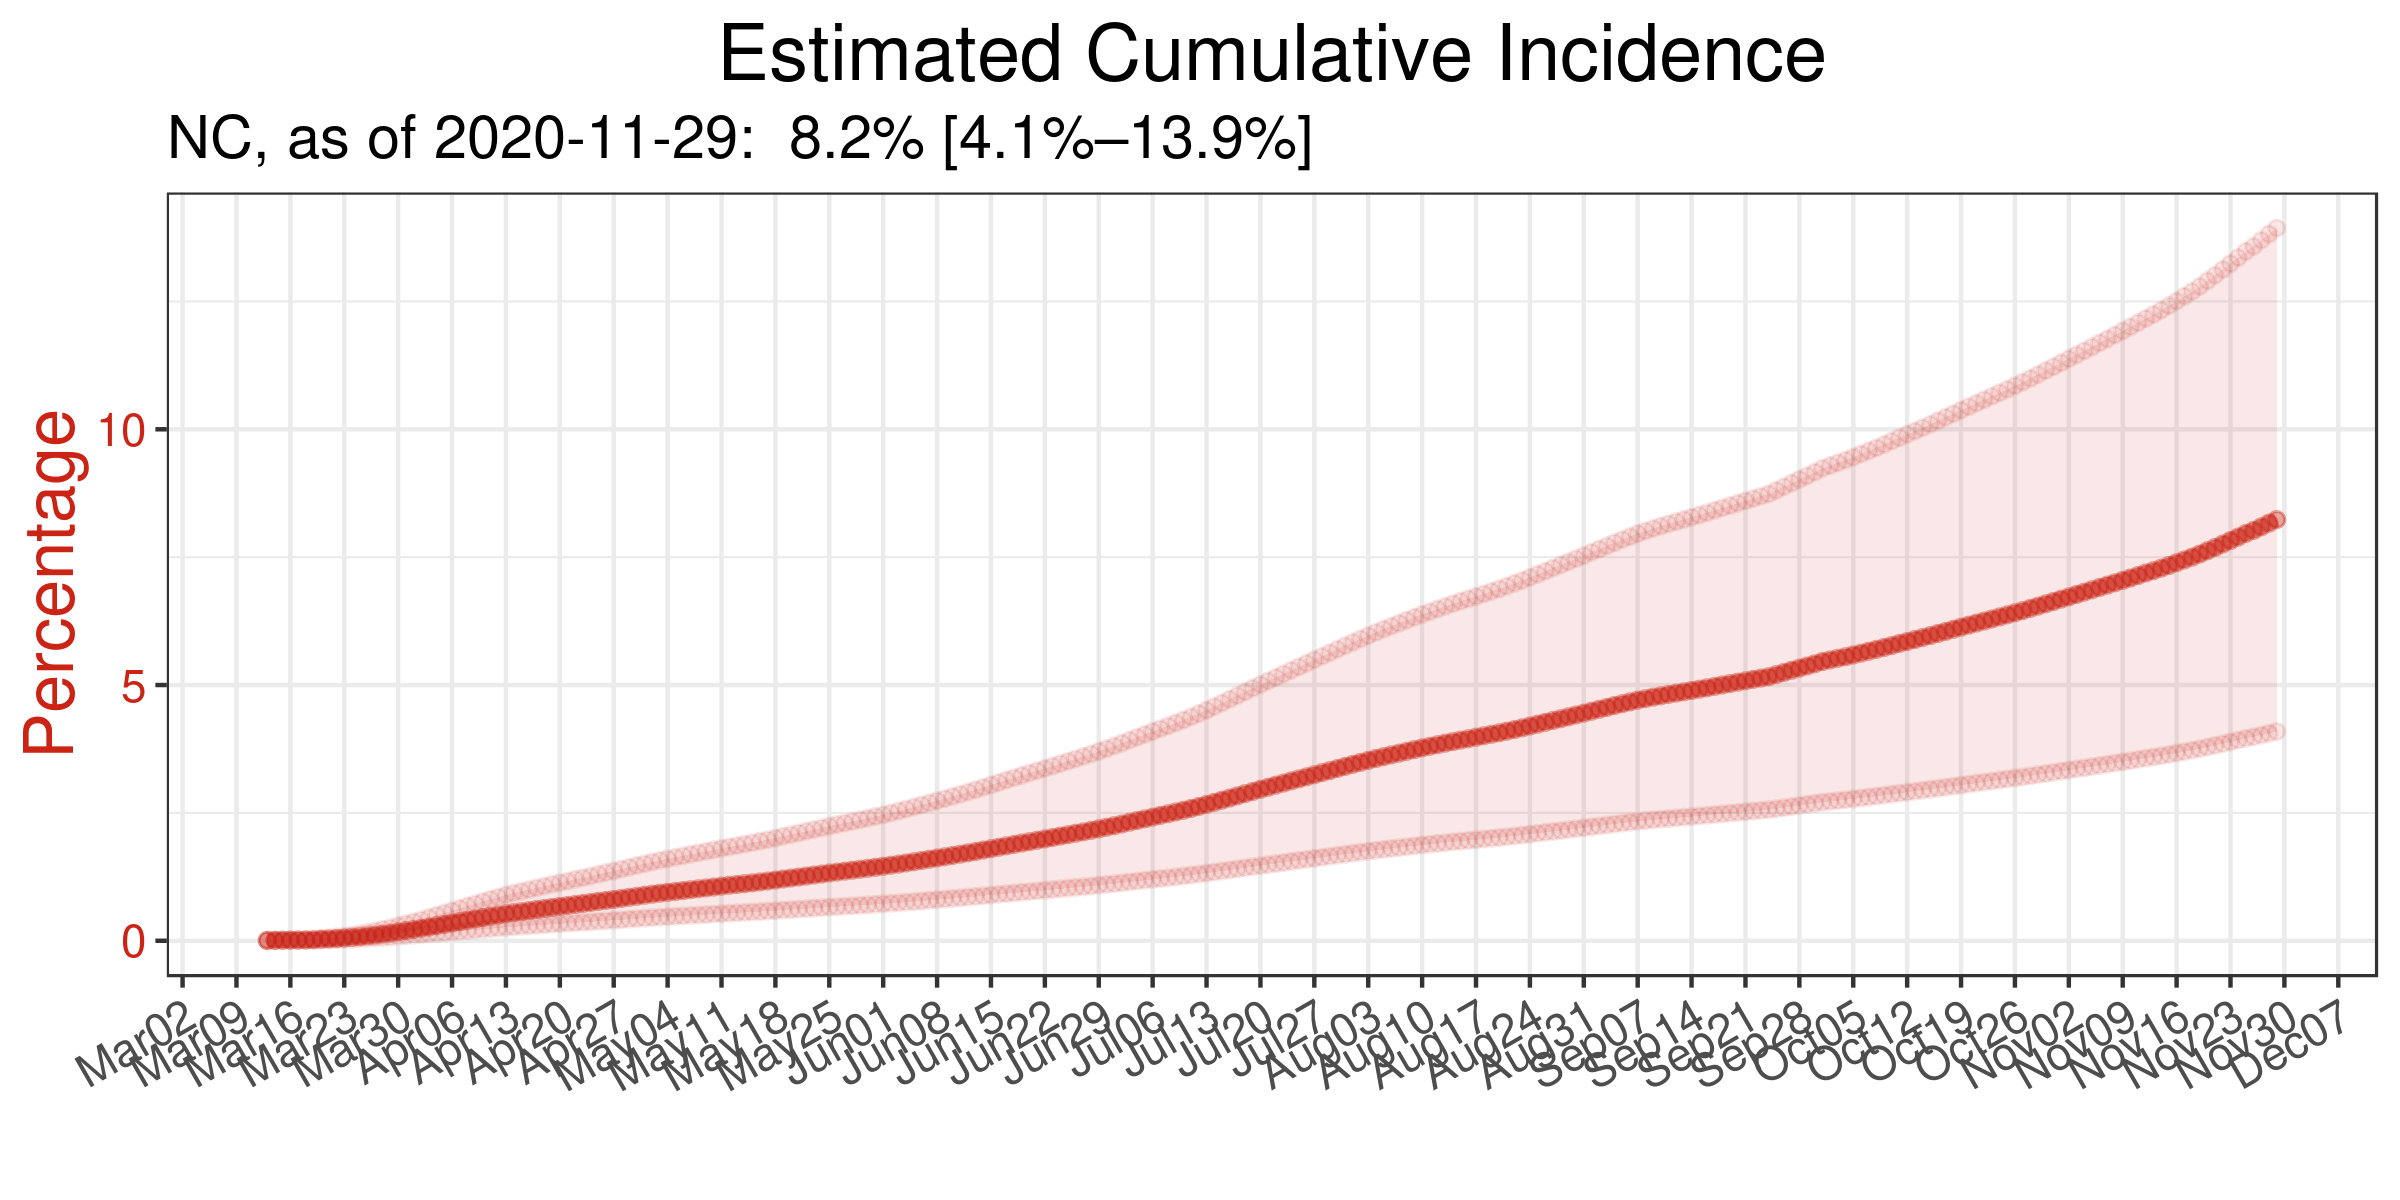 Estimated Cumulative Incidence
NC, as of 2020-11-29:  8.2% [4.1%–13.9%]
Percentage
10
5
0
Mar02
Mar09
Mar16
Mar23
Mar30
Apr06
Apr13
Apr20
Apr27
May04
May11
May18
May25
Jun01
Jun08
Jun15
Jun22
Jun29
Jul06
Jul13
Jul20
Jul27
Aug03
Aug10
Aug17
Aug24
Aug31
Sep07
Sep14
Sep21
Sep28
Oct05
Oct12
Oct19
Oct26
Nov02
Nov09
Nov16
Nov23
Nov30
Dec07